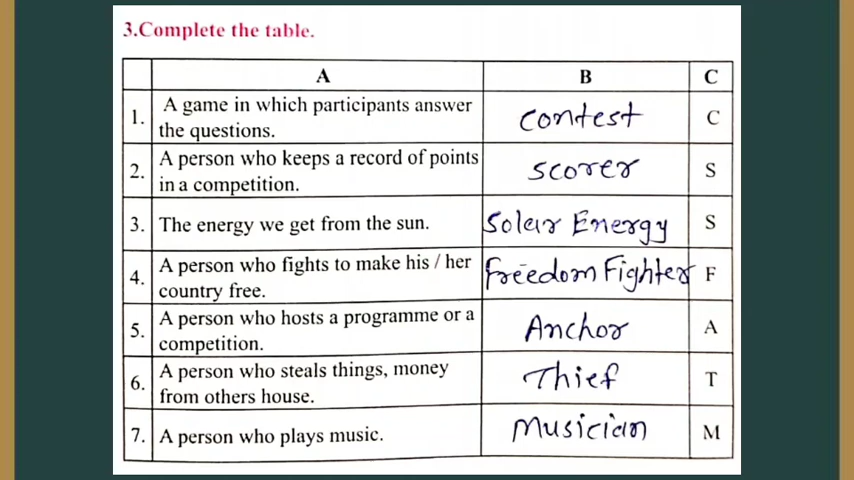 3.Complete the table.
A B C
1. A game in which participants answer the questions. Contest C
2. A person who keeps a record of points in a competition. Scorer S
3. The energy we get from the sun. Solar Energy S
4. A person who fights to make his / her country free. Freedom Fighter F
5. A person who hosts a programme or a competition. Anchor A
6. A person who steals things, money from others house. Thief T
7. A person who plays music. Musician M